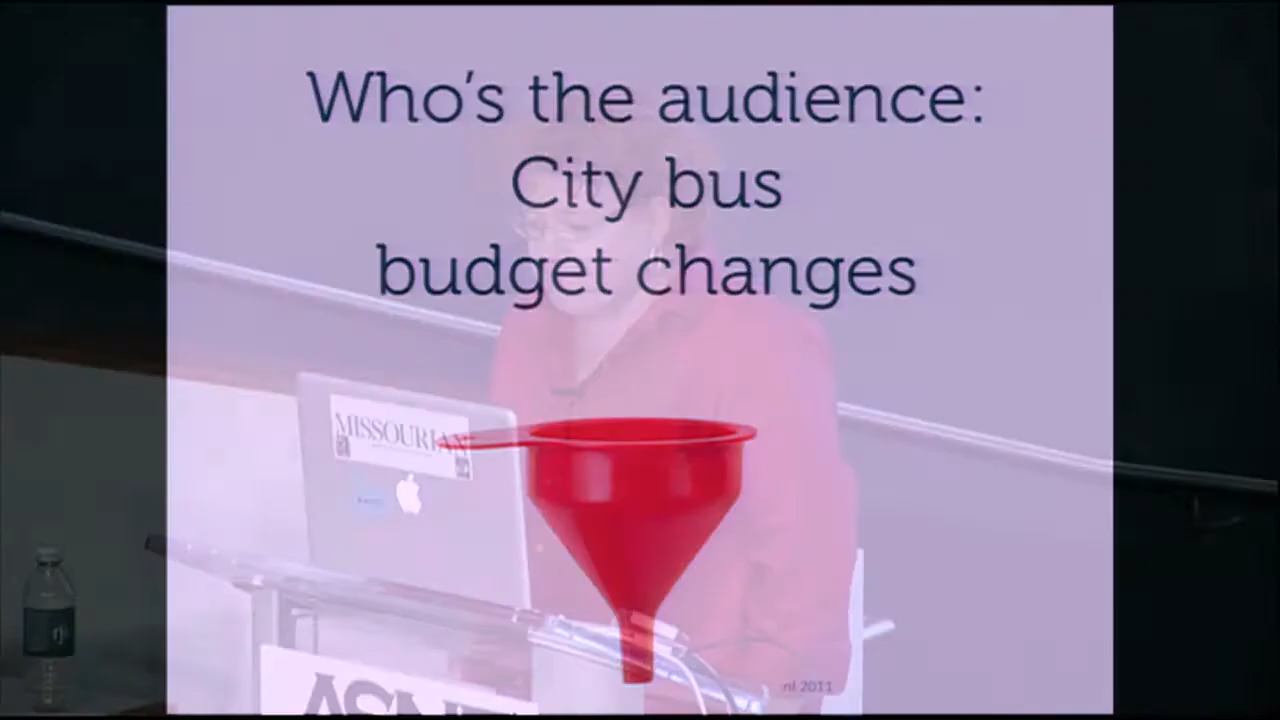 Who's the audience:
City bus
budget changes
MISSOURIAN
nl 2011